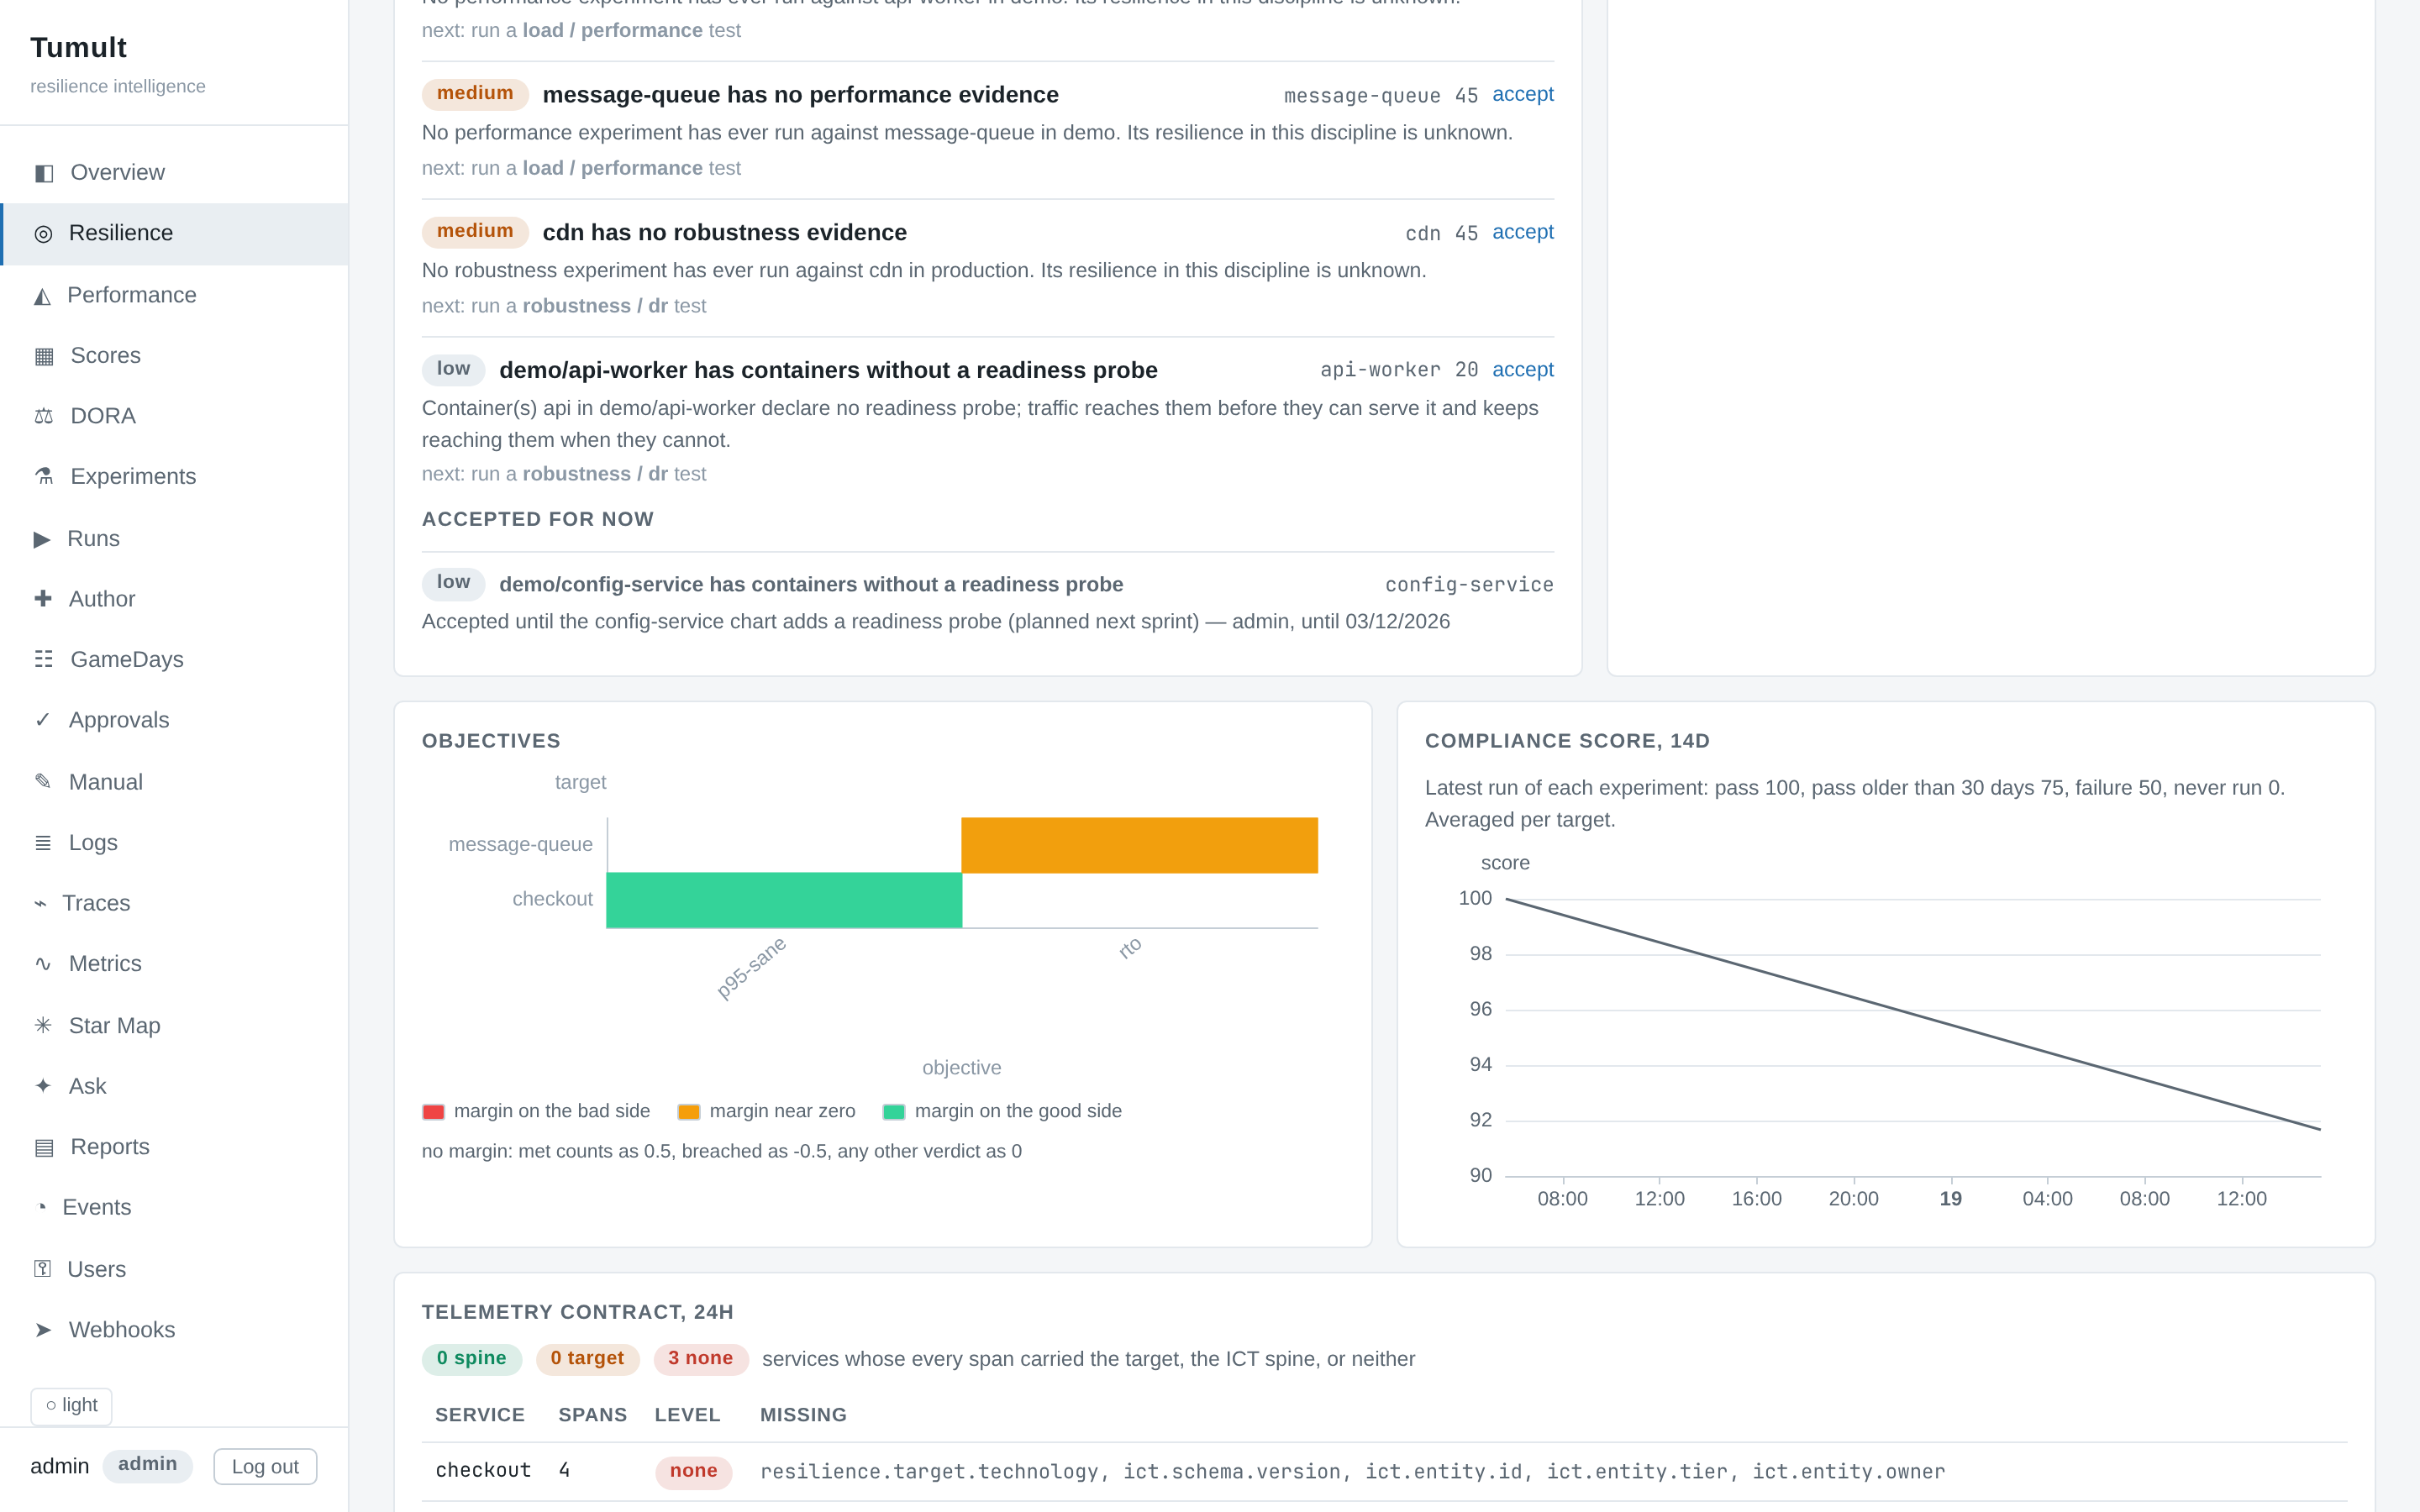 Tumult
resilience intelligence
Overview
Resilience
Performance
Scores
DORA
Experiments
Runs
Author
GameDays
Approvals
Manual
Logs
Traces
Metrics
Star Map
Ask
Reports
Events
Users
Webhooks
○ light
admin admin Log out
next: run a load / performance test
medium message-queue has no performance evidence message-queue 45 accept
No performance experiment has ever run against message-queue in demo. Its resilience in this discipline is unknown.
next: run a load / performance test
medium cdn has no robustness evidence cdn 45 accept
No robustness experiment has ever run against cdn in production. Its resilience in this discipline is unknown.
next: run a robustness / dr test
low demo/api-worker has containers without a readiness probe api-worker 20 accept
Container(s) api in demo/api-worker declare no readiness probe; traffic reaches them before they can serve it and keeps
reaching them when they cannot.
next: run a robustness / dr test
ACCEPTED FOR NOW
low demo/config-service has containers without a readiness probe config-service
Accepted until the config-service chart adds a readiness probe (planned next sprint) — admin, until 03/12/2026
OBJECTIVES
target
message-queue
checkout
p95-sane rto
objective
margin on the bad side margin near zero margin on the good side
no margin: met counts as 0.5, breached as -0.5, any other verdict as 0
COMPLIANCE SCORE, 14D
Latest run of each experiment: pass 100, pass older than 30 days 75, failure 50, never run 0.
Averaged per target.
score
100
98
96
94
92
90
08:00 12:00 16:00 20:00 19 04:00 08:00 12:00
TELEMETRY CONTRACT, 24H
0 spine 0 target 3 none services whose every span carried the target, the ICT spine, or neither
SERVICE SPANS LEVEL MISSING
checkout 4 none resilience.target.technology, ict.schema.version, ict.entity.id, ict.entity.tier, ict.entity.owner